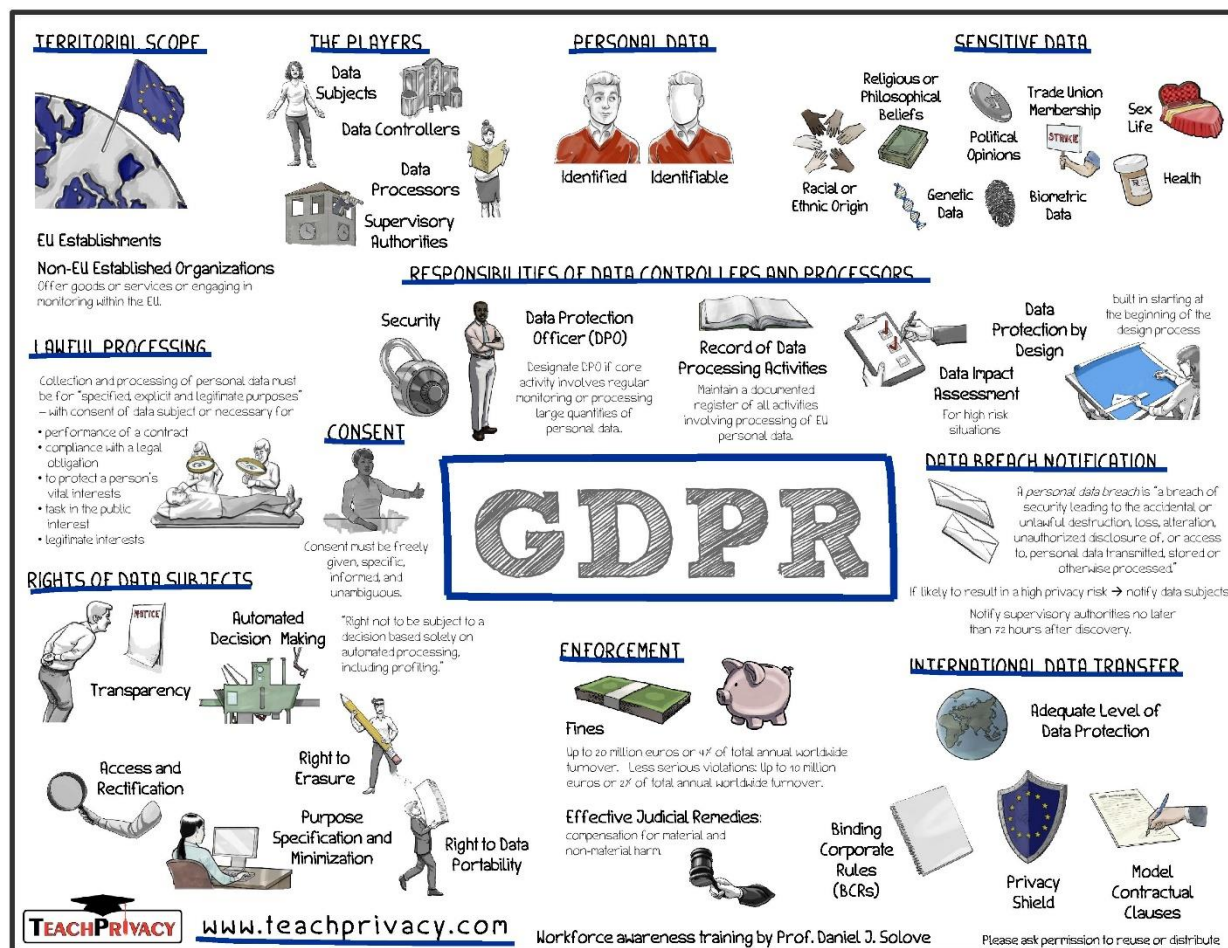 TERRITORIAL SCOPE
EU Establishments
Non-EU Established Organizations
Offer goods or services or engaging in
monitoring within the EU.
THE PLAYERS
Data
Subjects
Data Controllers
Data
Processors
Supervisory
Authorities
PERSONAL DATA
Identified
Identifiable
SENSITIVE DATA
Religious or
Philosophical
Beliefs
Trade Union
Membership
Sex
Life
Political
Opinions
STRIKE
Racial or
Ethnic Origin
Genetic
Data
Biometric
Data
Health
RESPONSIBILITIES OF DATA CONTROLLERS AND PROCESSORS
Security
Data Protection
Officer (DPO)
Designate DPO if core
activity involves regular
monitoring or processing
large quantities of
personal data.
Record of Data
Processing Activities
Maintain a documented
register of all activities
involving processing of EU
personal data.
Data Impact
Assessment
For high risk
situations
Data
Protection by
Design
built in starting at
the beginning of the
design process
LAWFUL PROCESSING
Collection and processing of personal data must
be for "specified, explicit and legitimate purposes"
– with consent of data subject or necessary for
• performance of a contract
• compliance with a legal
obligation
• to protect a person's
vital interests
• task in the public
interest
• legitimate interests
CONSENT
Consent must be freely
given, specific,
informed, and
unambiguous.
GDPR
DATA BREACH NOTIFICATION
A personal data breach is "a breach of
security leading to the accidental or
unlawful destruction, loss, alteration,
unauthorized disclosure of, or access
to, personal data transmitted, stored or
otherwise processed."
If likely to result in a high privacy risk → notify data subjects
Notify supervisory authorities no later
than 72 hours after discovery.
RIGHTS OF DATA SUBJECTS
NOTICE
Transparency
Automated
Decision Making
"Right not to be subject to a
decision based solely on
automated processing,
including profiling."
Access and
Rectification
Right to
Erasure
Purpose
Specification and
Minimization
Right to Data
Portability
ENFORCEMENT
Fines
Up to 20 million euros or 4% of total annual worldwide
turnover. Less serious violations: Up to 10 million
euros or 2% of total annual worldwide turnover.
Effective Judicial Remedies:
compensation for material and
non-material harm.
INTERNATIONAL DATA TRANSFER
Adequate Level of
Data Protection
Binding
Corporate
Rules
(BCRs)
Privacy
Shield
Model
Contractual
Clauses
TEACHPRIVACY
www.teachprivacy.com
Workforce awareness training by Prof. Daniel J. Solove
Please ask permission to reuse or distribute